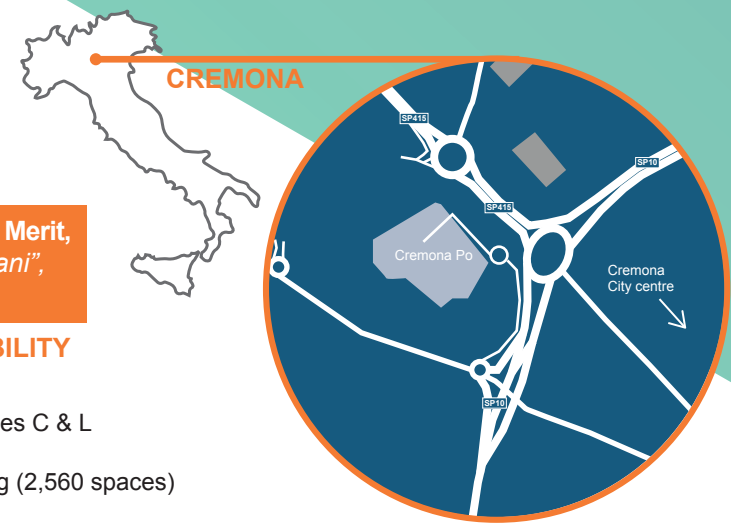 CREMONA
SP415
SP10
SP415
Merit,
ani”,
Cremona Po
Cremona
City centre
BILITY
SP10
es C & L
g (2,560 spaces)